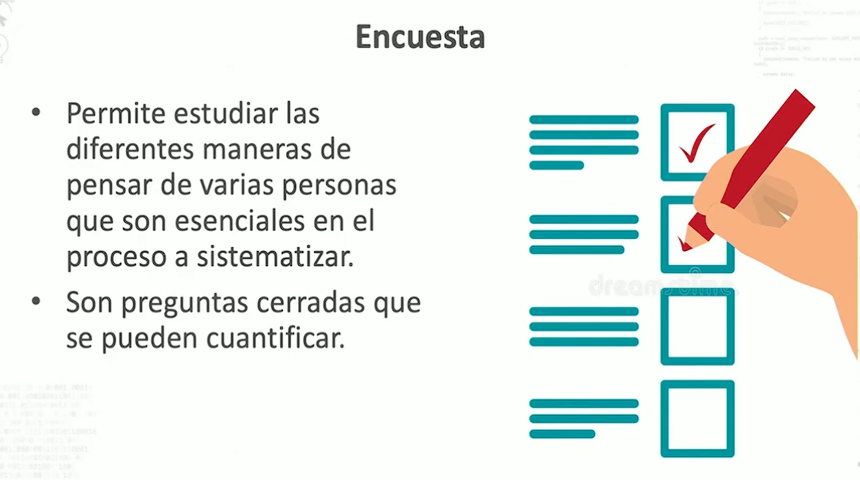 Encuesta
• Permite estudiar las
diferentes maneras de
pensar de varias personas
que son esenciales en el
proceso a sistematizar.
• Son preguntas cerradas que
se pueden cuantificar.
dreamstime.